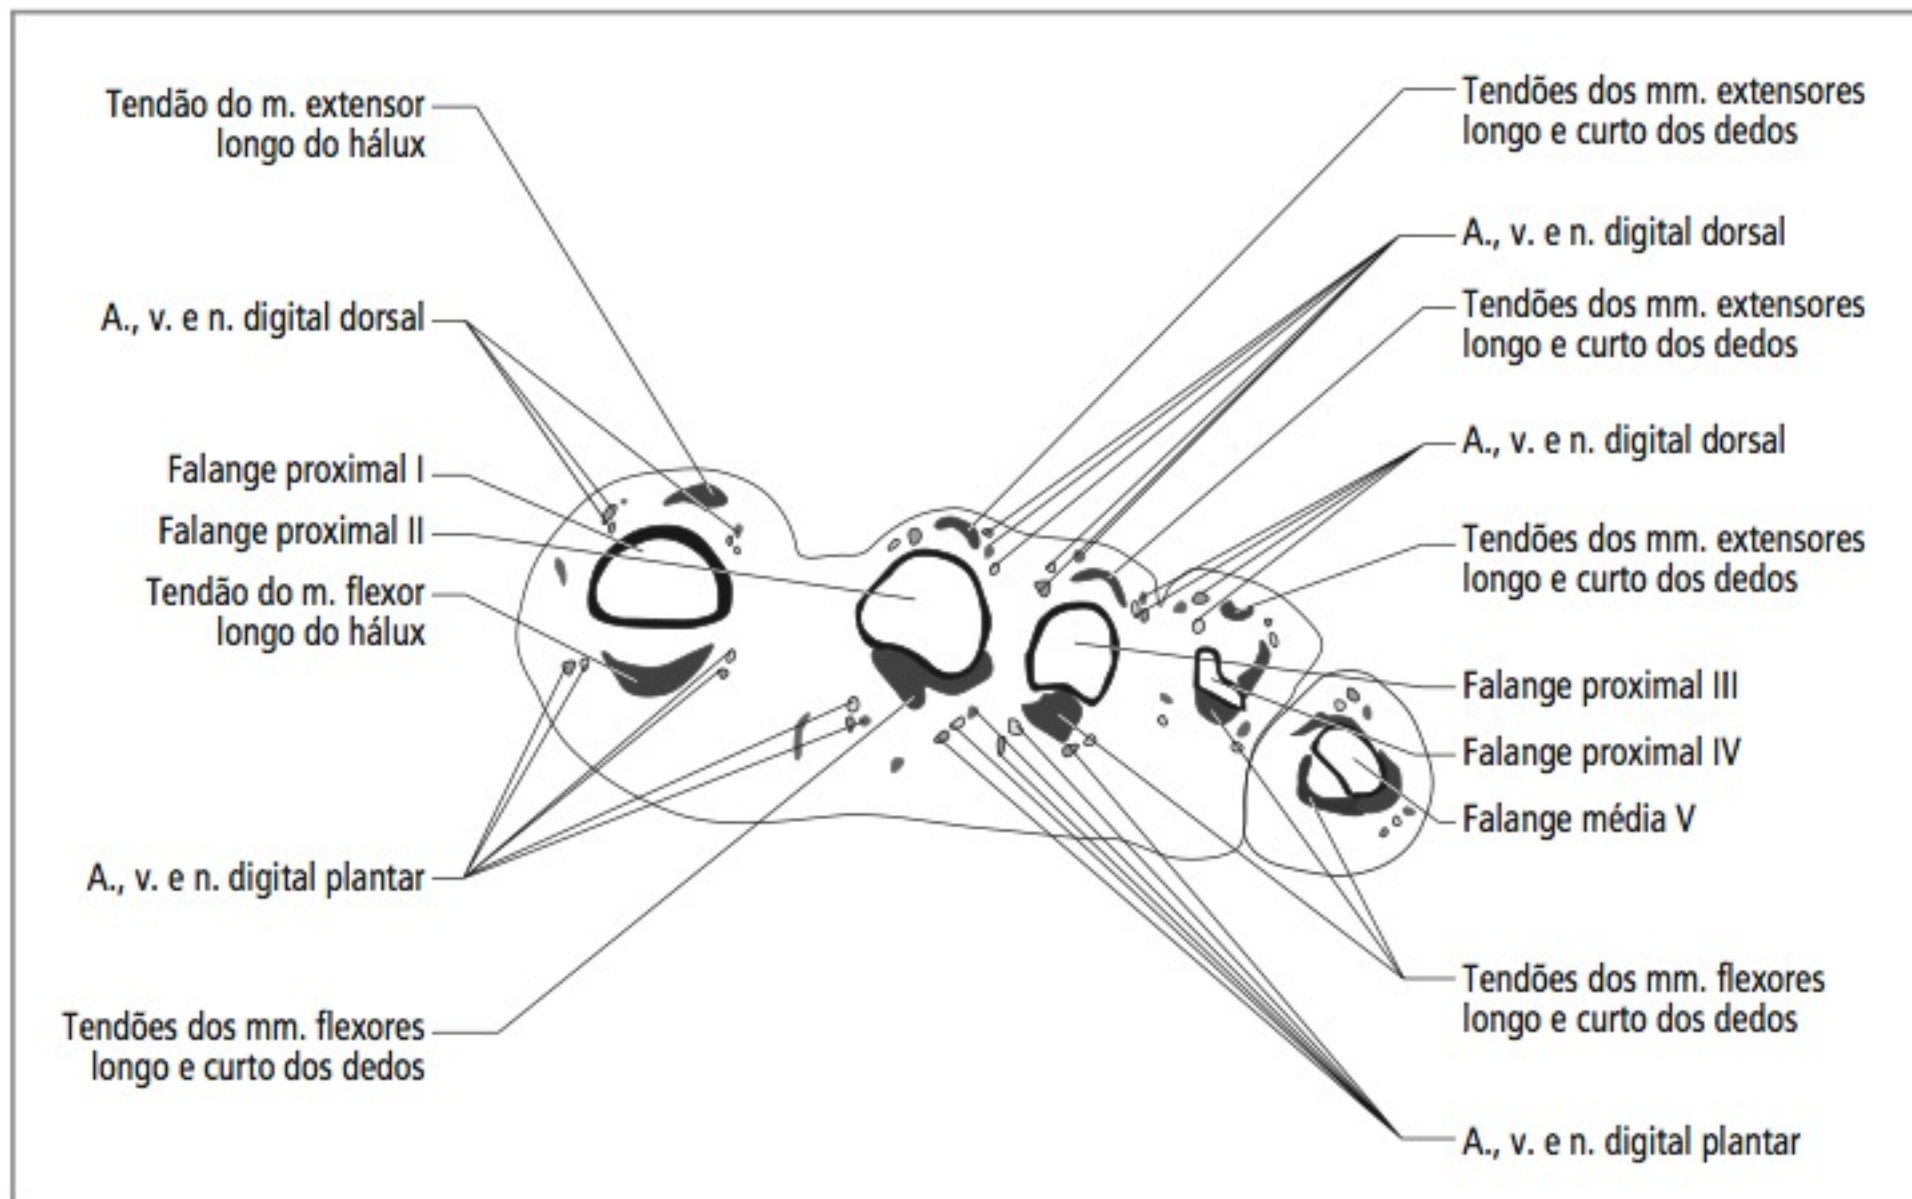 Tendão do m. extensor
longo do hálux
A., v. e n. digital dorsal
Falange proximal I
Falange proximal II
Tendão do m. flexor
longo do hálux
A., v. e n. digital plantar
Tendões dos mm. flexores
longo e curto dos dedos
Tendões dos mm. extensores
longo e curto dos dedos
A., v. e n. digital dorsal
Tendões dos mm. extensores
longo e curto dos dedos
A., v. e n. digital dorsal
Tendões dos mm. extensores
longo e curto dos dedos
Falange proximal III
Falange proximal IV
Falange média V
Tendões dos mm. flexores
longo e curto dos dedos
A., v. e n. digital plantar